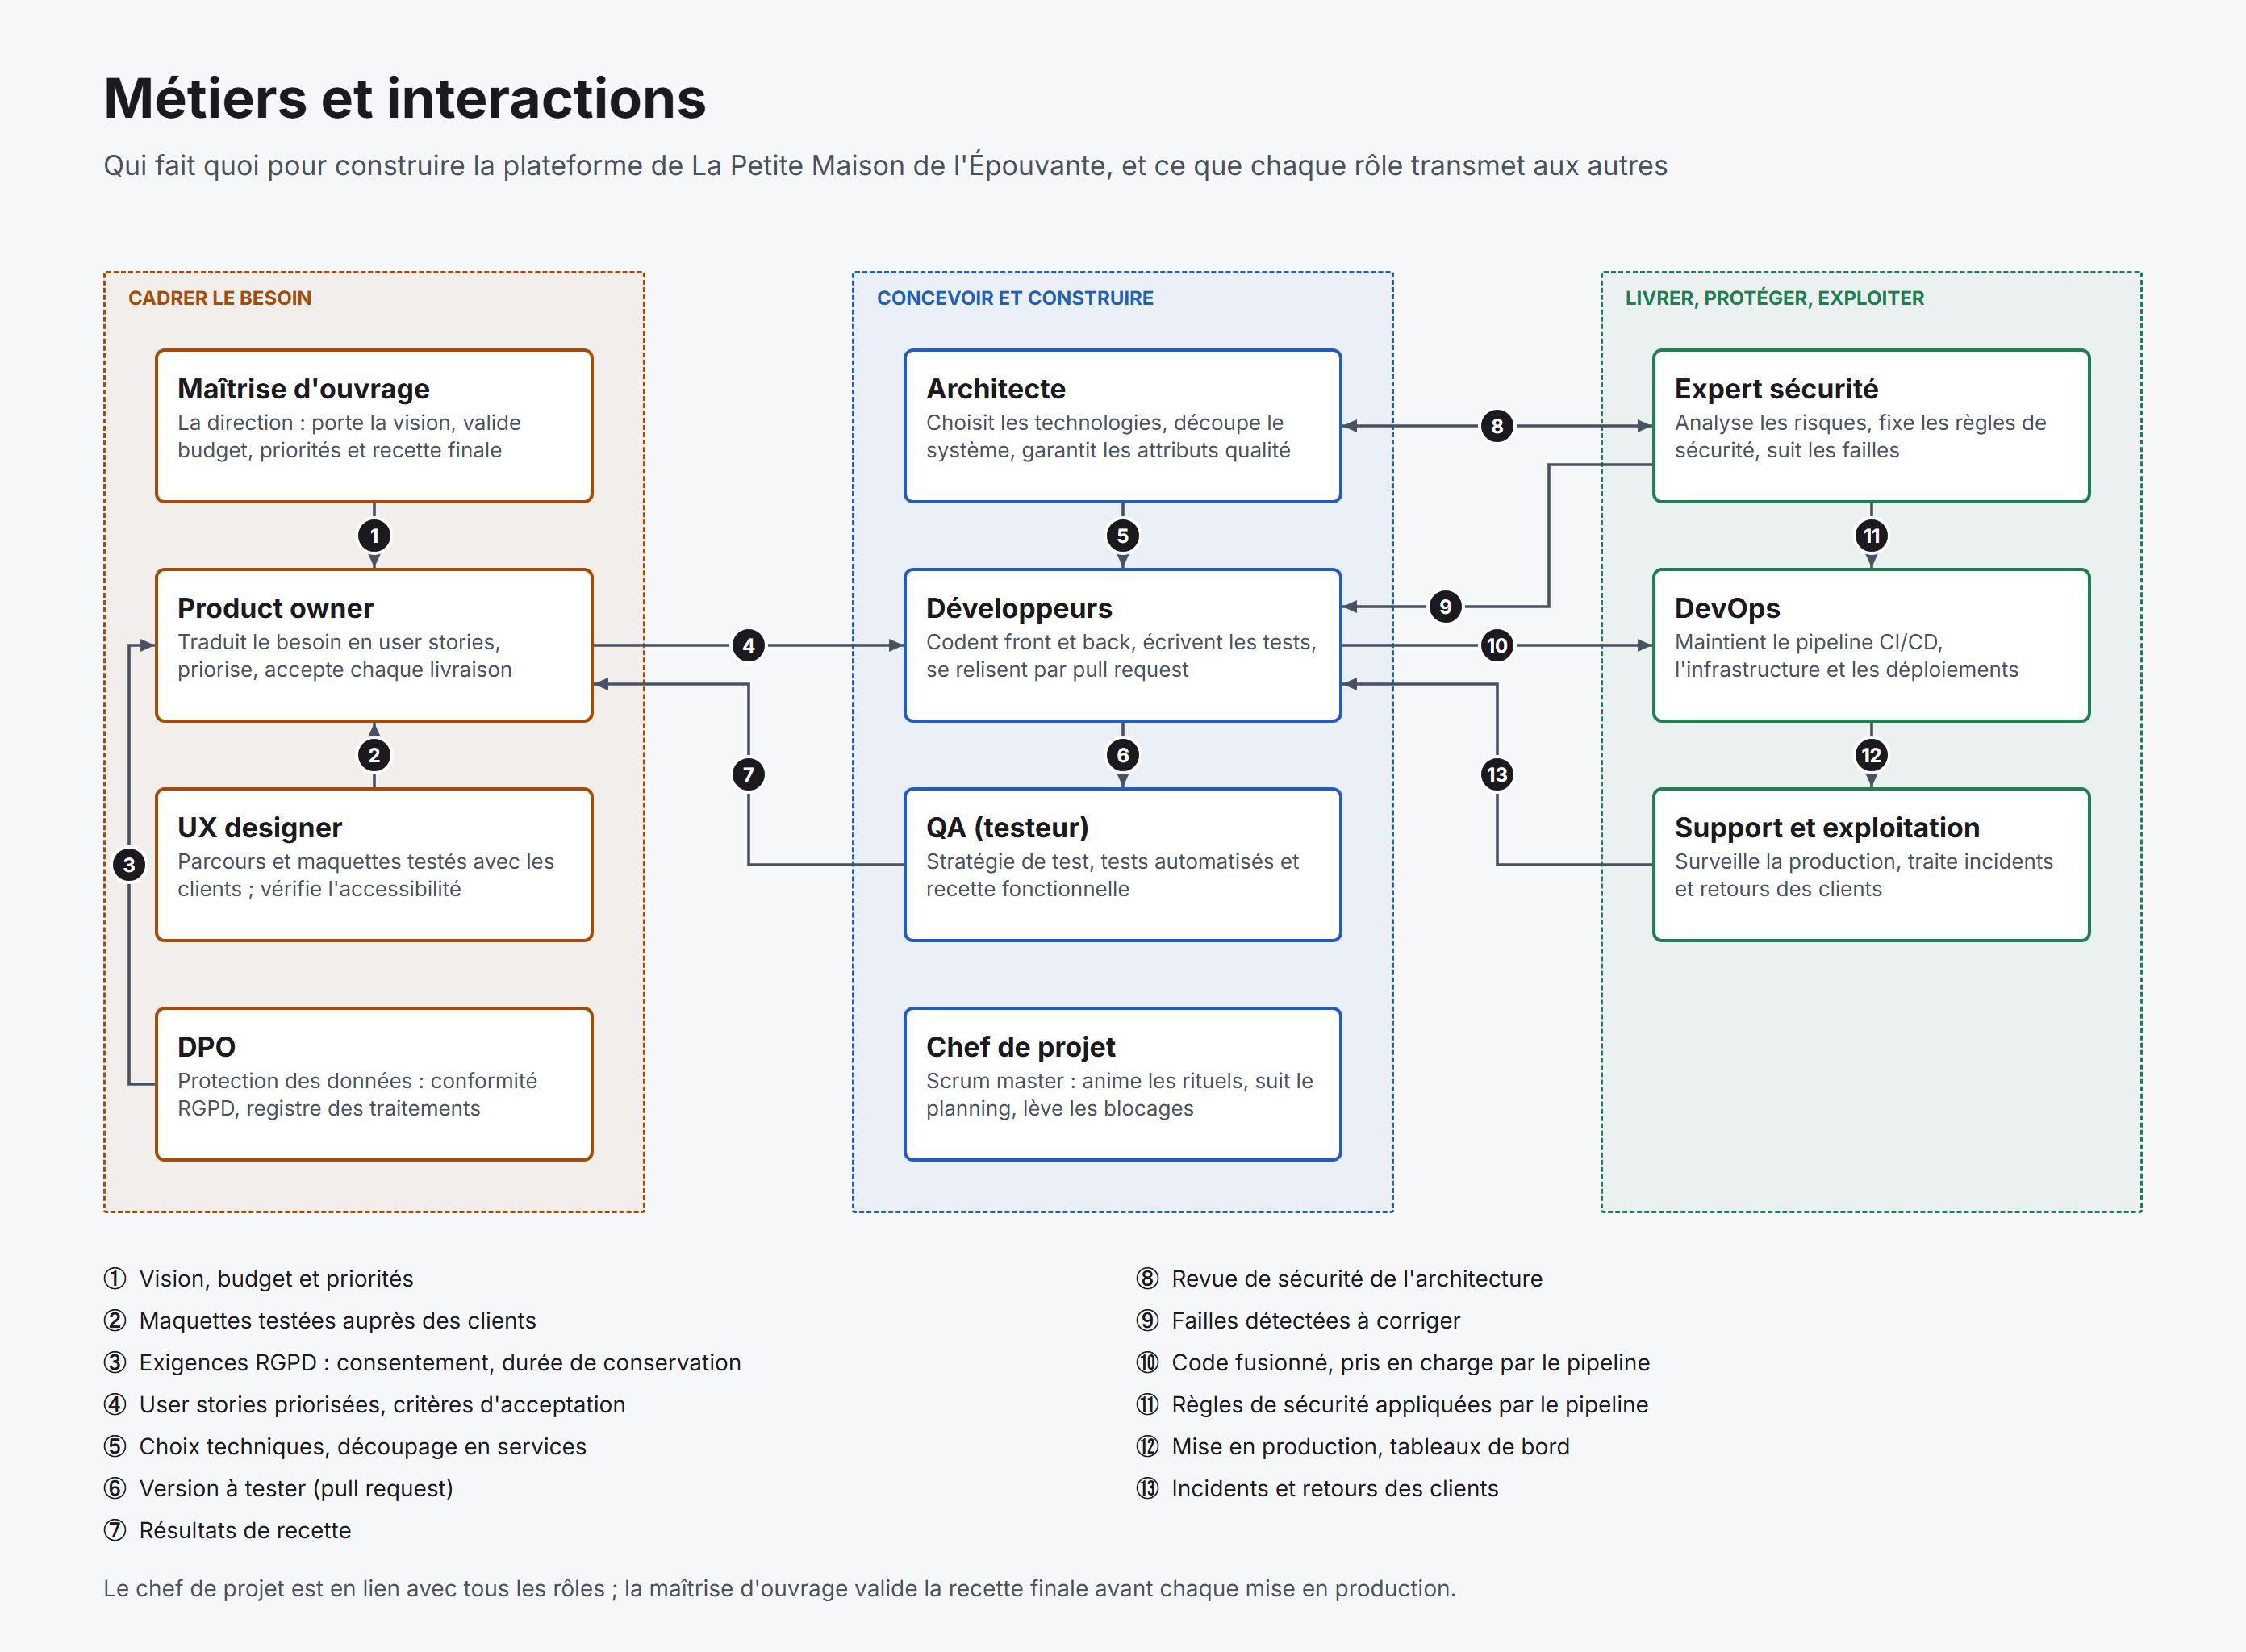 Métiers et interactions
Qui fait quoi pour construire la plateforme de La Petite Maison de l'Épouvante, et ce que chaque rôle transmet aux autres
CADRER LE BESOIN
Maîtrise d'ouvrage
La direction : porte la vision, valide
budget, priorités et recette finale
1
Product owner
Traduit le besoin en user stories,
priorise, accepte chaque livraison
2
UX designer
Parcours et maquettes testés avec les
clients ; vérifie l'accessibilité
3
DPO
Protection des données : conformité
RGPD, registre des traitements
4
7
CONCEVOIR ET CONSTRUIRE
Architecte
Choisit les technologies, découpe le
système, garantit les attributs qualité
5
Développeurs
Codent front et back, écrivent les tests,
se relisent par pull request
6
QA (testeur)
Stratégie de test, tests automatisés et
recette fonctionnelle
Chef de projet
Scrum master : anime les rituels, suit le
planning, lève les blocages
8
9
10
13
LIVRER, PROTÉGER, EXPLOITER
Expert sécurité
Analyse les risques, fixe les règles de
sécurité, suit les failles
11
DevOps
Maintient le pipeline CI/CD,
l'infrastructure et les déploiements
12
Support et exploitation
Surveille la production, traite incidents
et retours des clients
① Vision, budget et priorités
② Maquettes testées auprès des clients
③ Exigences RGPD : consentement, durée de conservation
④ User stories priorisées, critères d'acceptation
⑤ Choix techniques, découpage en services
⑥ Version à tester (pull request)
⑦ Résultats de recette
⑧ Revue de sécurité de l'architecture
⑨ Failles détectées à corriger
⑩ Code fusionné, pris en charge par le pipeline
⑪ Règles de sécurité appliquées par le pipeline
⑫ Mise en production, tableaux de bord
⑬ Incidents et retours des clients
Le chef de projet est en lien avec tous les rôles ; la maîtrise d'ouvrage valide la recette finale avant chaque mise en production.